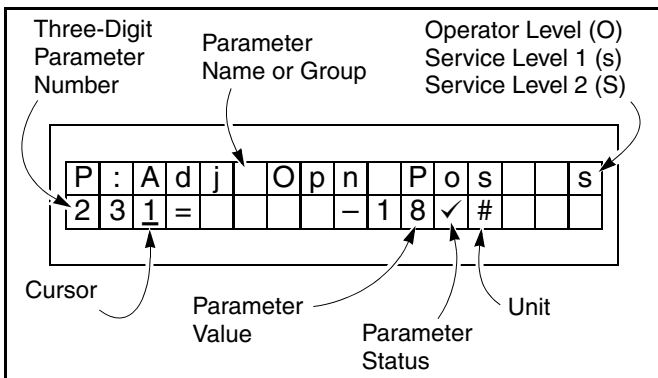 Three-Digit
Parameter
Number
Parameter
Name or Group
Operator Level (O)
Service Level 1 (s)
Service Level 2 (S)
P:Adj Opn Pos s
231= –18✓#
Cursor
Parameter
Value
Parameter
Status
Unit